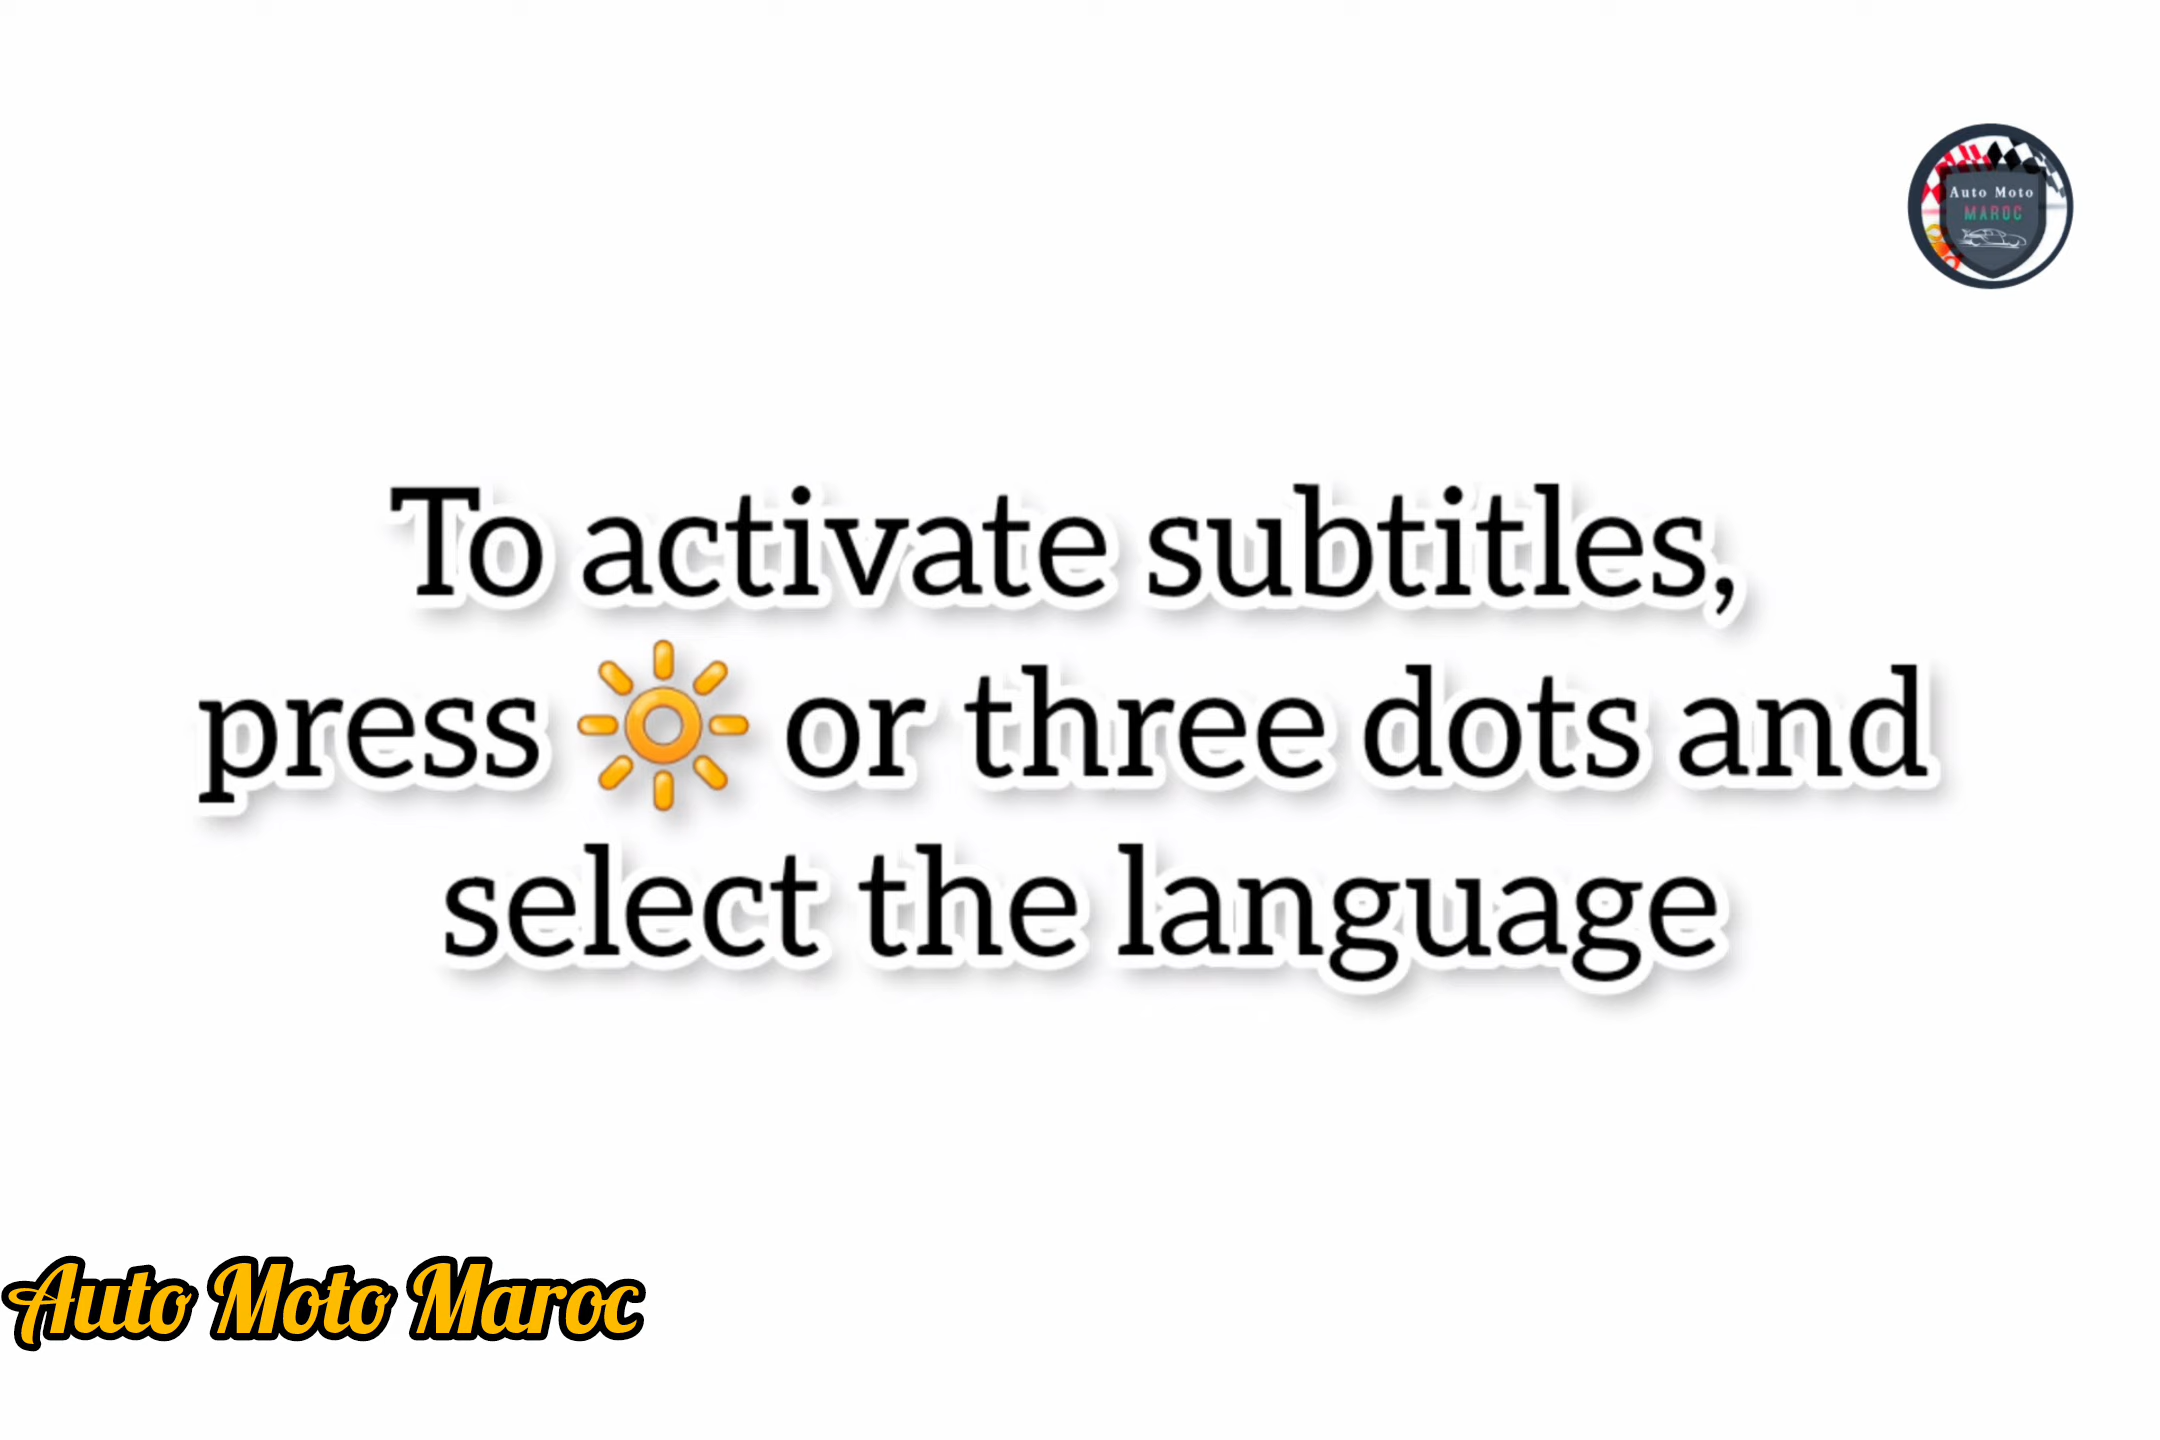 Auto Moto
MAROC
To activate subtitles,
press 🔆 or three dots and
select the language
Auto Moto Maroc